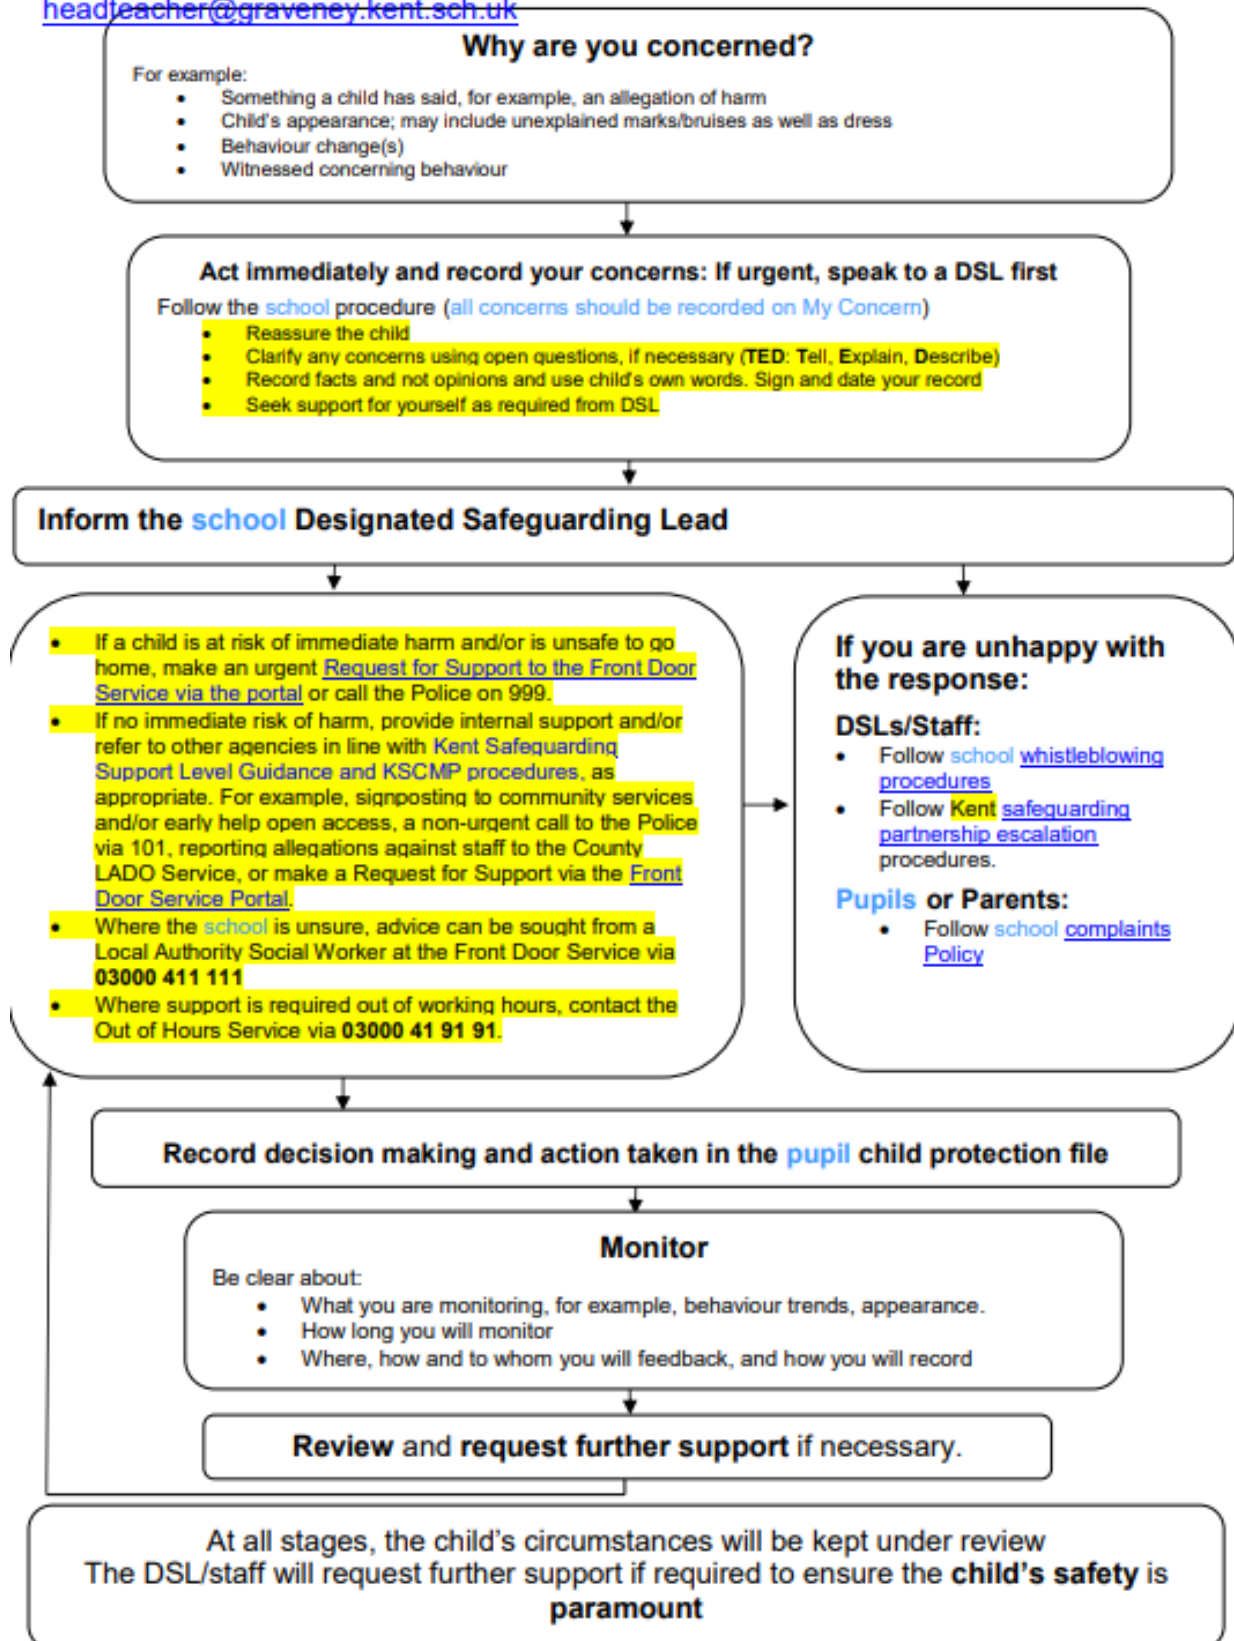 headteacher@graveney.kent.sch.uk
Why are you concerned?
For example:
• Something a child has said, for example, an allegation of harm
• Child's appearance; may include unexplained marks/bruises as well as dress
• Behaviour change(s)
• Witnessed concerning behaviour
Act immediately and record your concerns: If urgent, speak to a DSL first
Follow the school procedure (all concerns should be recorded on My Concern)
• Reassure the child
• Clarify any concerns using open questions, if necessary (TED: Tell, Explain, Describe)
• Record facts and not opinions and use child's own words. Sign and date your record
• Seek support for yourself as required from DSL
Inform the school Designated Safeguarding Lead
• If a child is at risk of immediate harm and/or is unsafe to go
home, make an urgent Request for Support to the Front Door
Service via the portal or call the Police on 999.
• If no immediate risk of harm, provide internal support and/or
refer to other agencies in line with Kent Safeguarding
Support Level Guidance and KSCMP procedures, as
appropriate. For example, signposting to community services
and/or early help open access, a non-urgent call to the Police
via 101, reporting allegations against staff to the County
LADO Service, or make a Request for Support via the Front
Door Service Portal.
• Where the school is unsure, advice can be sought from a
Local Authority Social Worker at the Front Door Service via
03000 411 111
• Where support is required out of working hours, contact the
Out of Hours Service via 03000 41 91 91.
If you are unhappy with
the response:
DSLs/Staff:
• Follow school whistleblowing
procedures
• Follow Kent safeguarding
partnership escalation
procedures.
Pupils or Parents:
• Follow school complaints
Policy
Record decision making and action taken in the pupil child protection file
Monitor
Be clear about:
• What you are monitoring, for example, behaviour trends, appearance.
• How long you will monitor
• Where, how and to whom you will feedback, and how you will record
Review and request further support if necessary.
At all stages, the child's circumstances will be kept under review
The DSL/staff will request further support if required to ensure the child's safety is
paramount